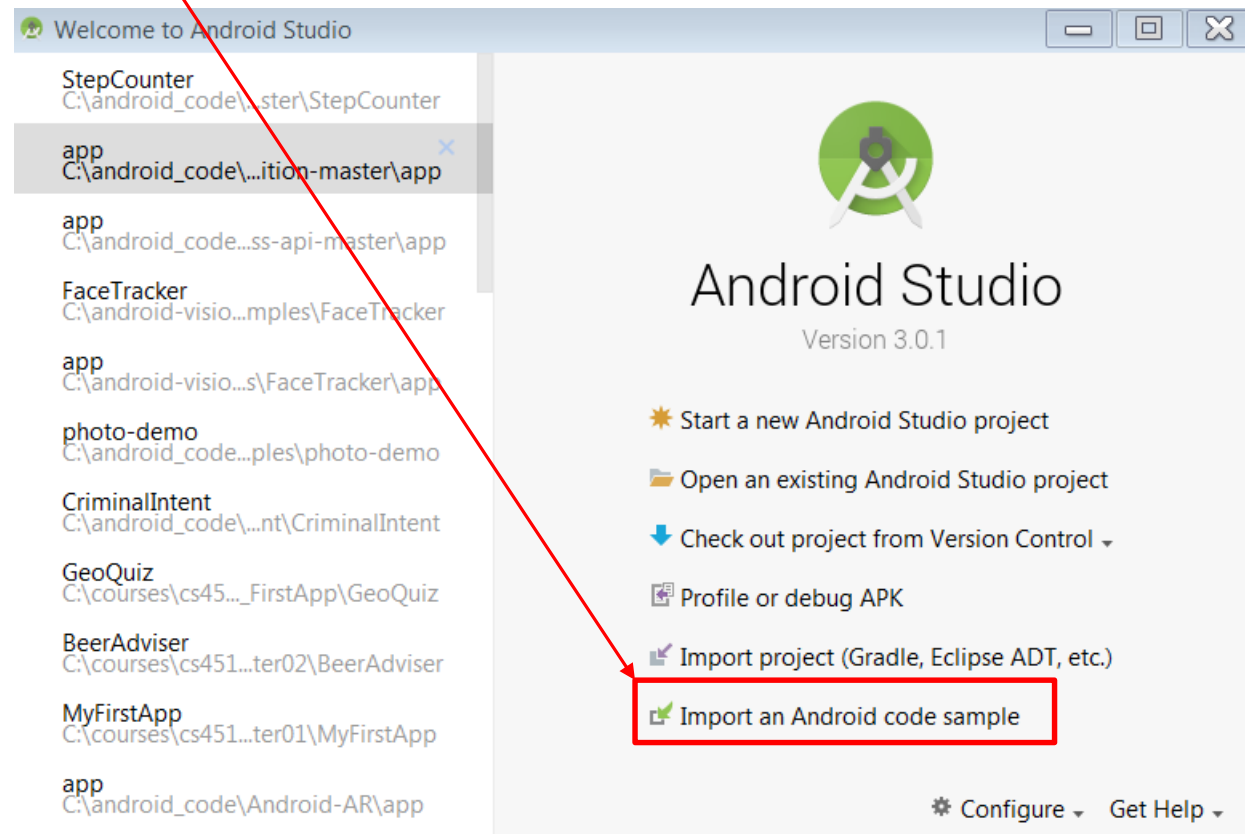 Welcome to Android Studio
StepCounter
C:\android_code\...ster\StepCounter
app
C:\android_code\...ition-master\app
app
C:\android_code...ss-api-master\app
FaceTracker
C:\android-visio...mples\FaceTracker
app
C:\android-visio...s\FaceTracker\app
photo-demo
C:\android_code...ples\photo-demo
CriminalIntent
C:\android_code\...nt\CriminalIntent
GeoQuiz
C:\courses\cs45..._FirstApp\GeoQuiz
BeerAdviser
C:\courses\cs451...ter02\BeerAdviser
MyFirstApp
C:\courses\cs451...ter01\MyFirstApp
app
C:\android_code\Android-AR\app
Android Studio
Version 3.0.1
Start a new Android Studio project
Open an existing Android Studio project
Check out project from Version Control
Profile or debug APK
Import project (Gradle, Eclipse ADT, etc.)
Import an Android code sample
Configure Get Help